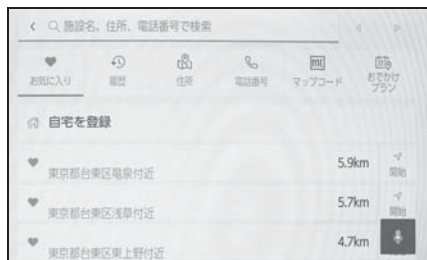 施設名、住所、電話番号で検索
お気に入り 履歴 住所 電話番号 マップコード おでかけ
プラン
自宅を登録
5.9km
東京都台東区竜泉付近 開始
5.7km
東京都台東区浅草付近 開始
4.7km
東京都台東区東上野付近